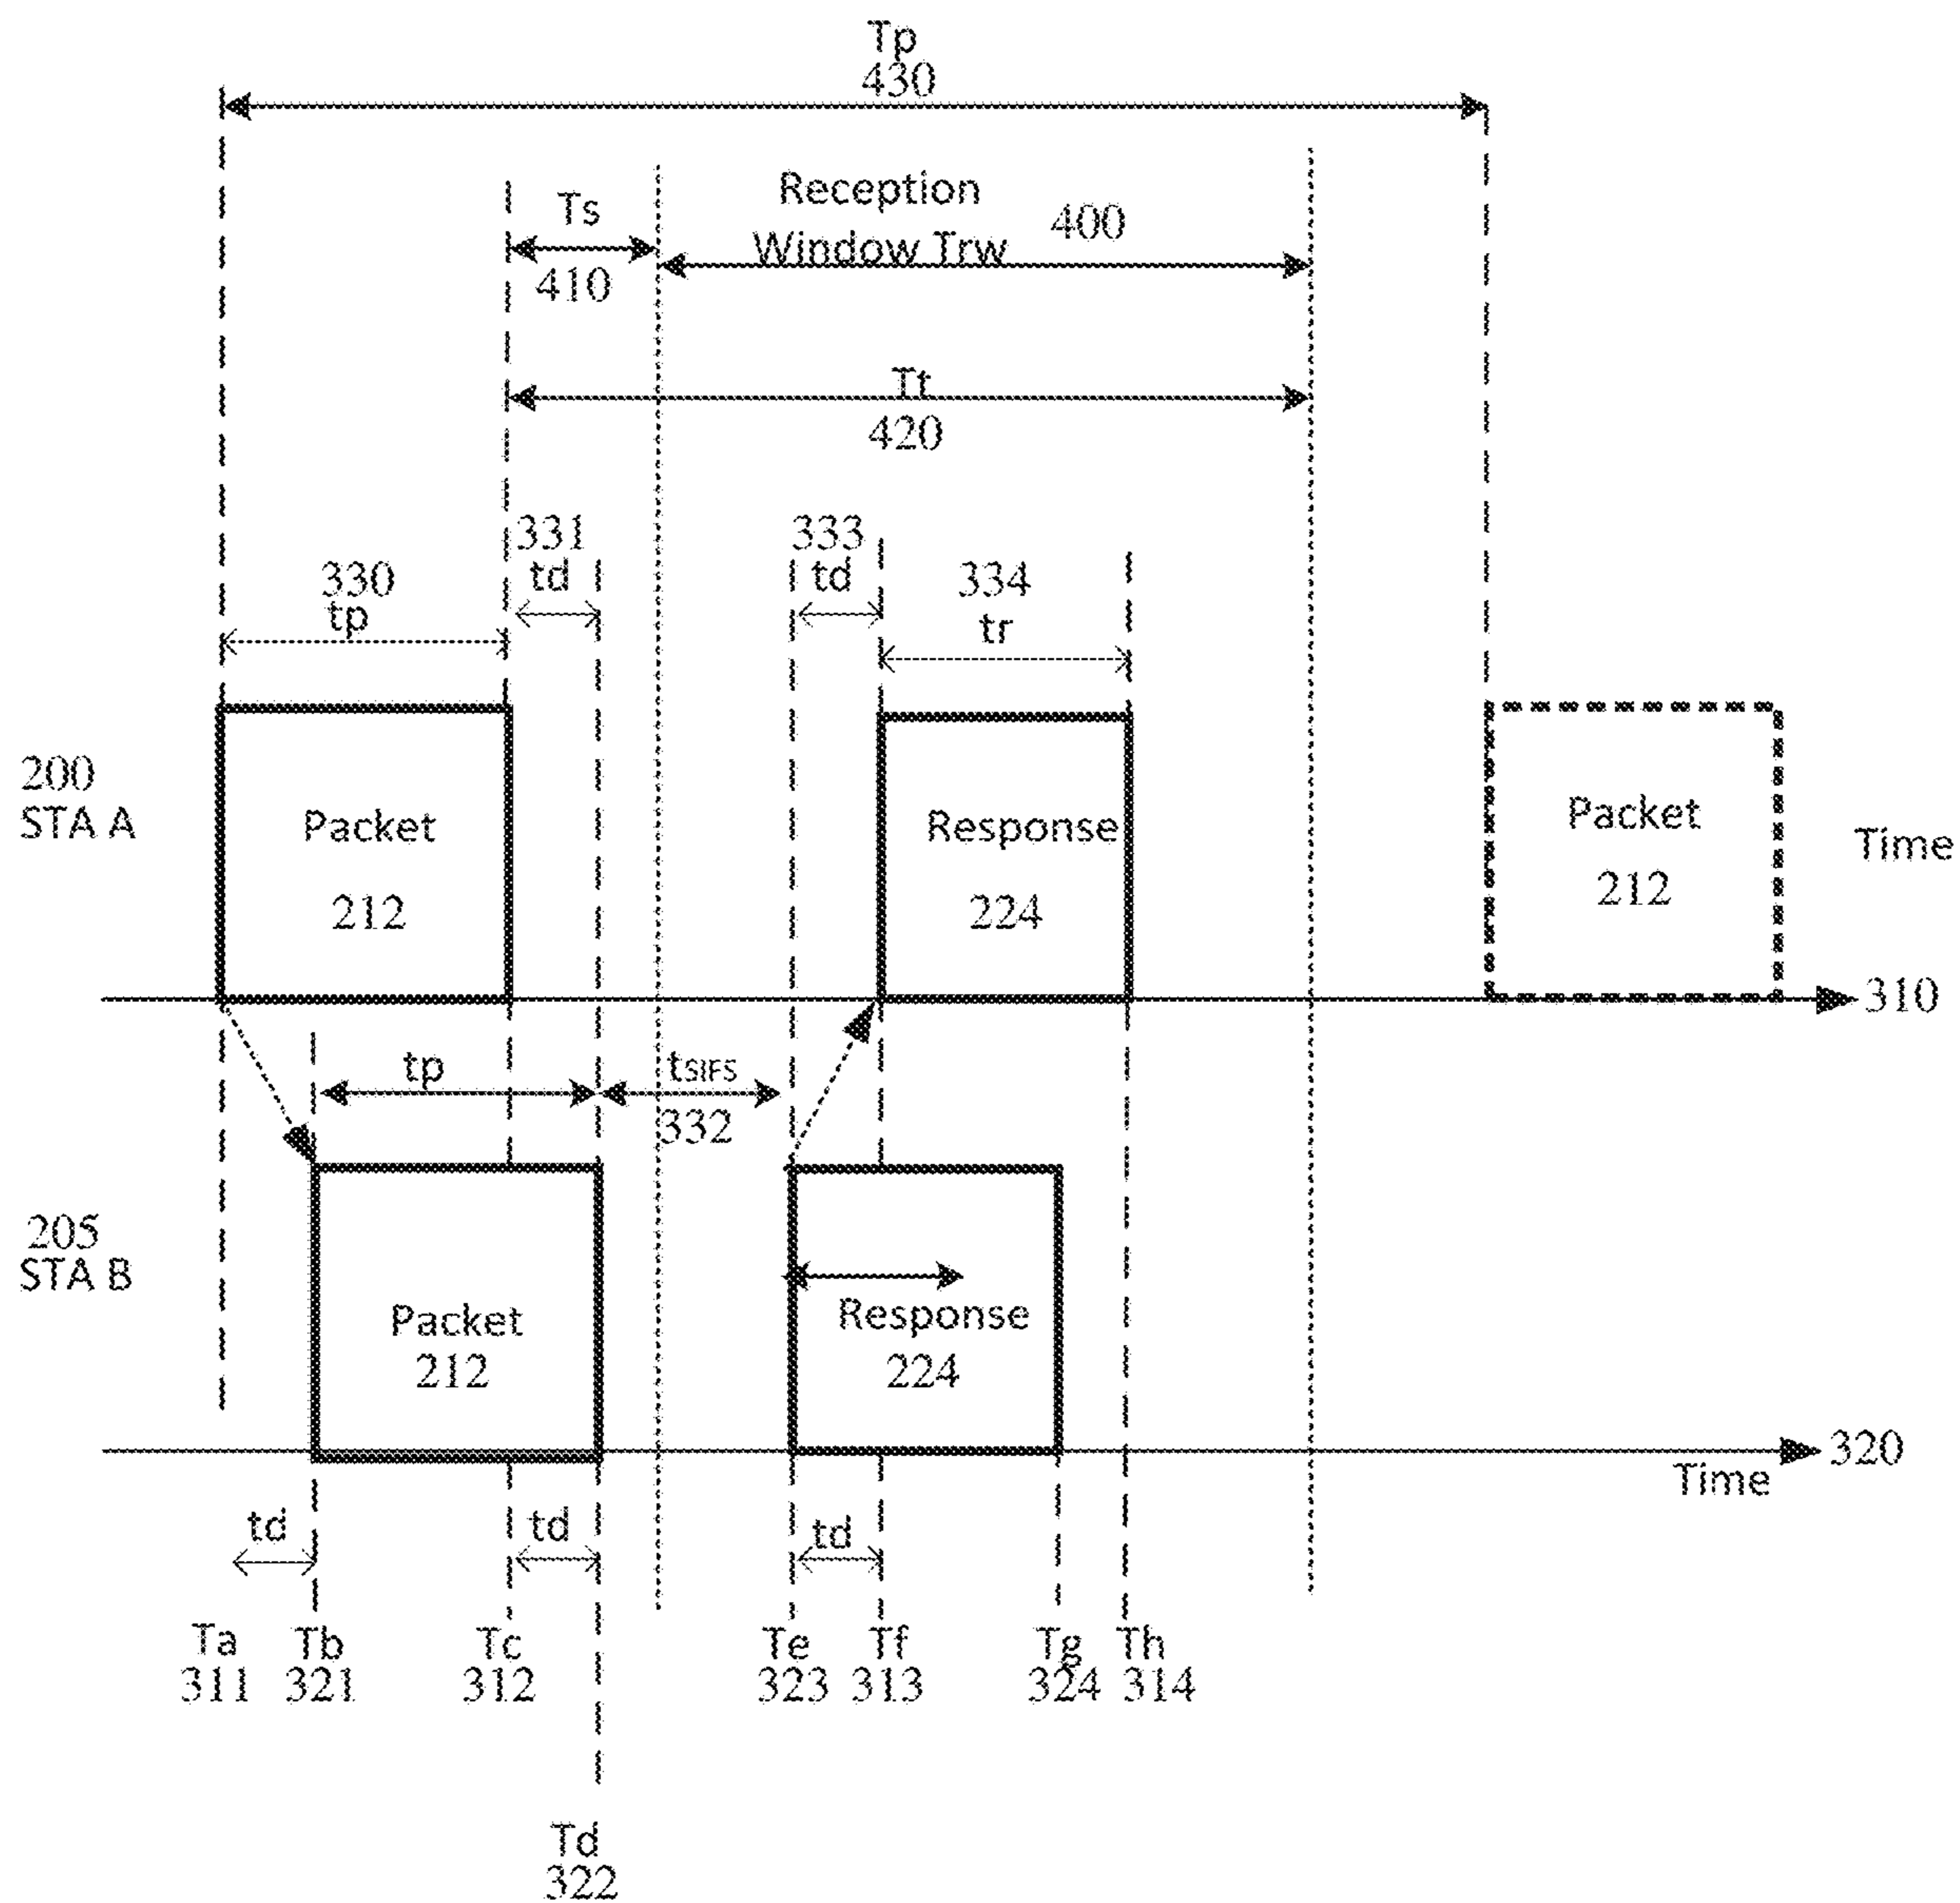 Tp
430
Ts
410
Reception
Window Trw
400
Tt
420
331
td
333
td
330
tp
334
tr
200
STA A
Packet
212
Response
224
Packet
212
Time
310
tp
tSIFS
332
205
STA B
Packet
212
Response
224
320
Time
td
td
td
Ta
311
Tb
321
Tc
312
Te
323
Tf
313
Tg
324
Th
314
Td
322